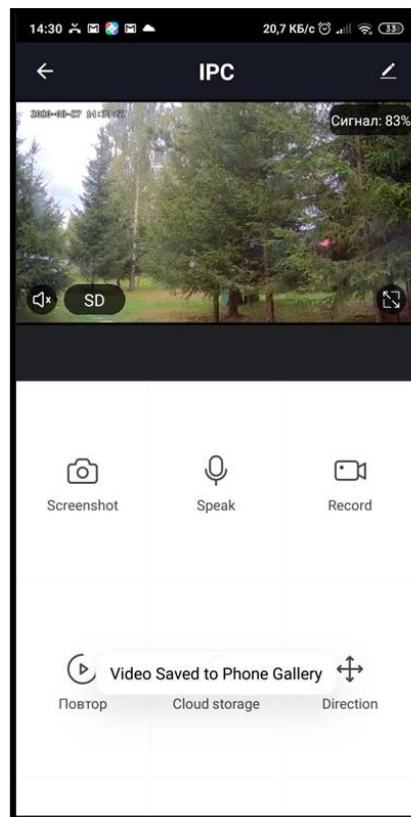 14:30 20,7 КБ/с 33
IPC
Сигнал: 83%
SD
Screenshot Speak Record
Video Saved to Phone Gallery
Повтор Cloud storage Direction